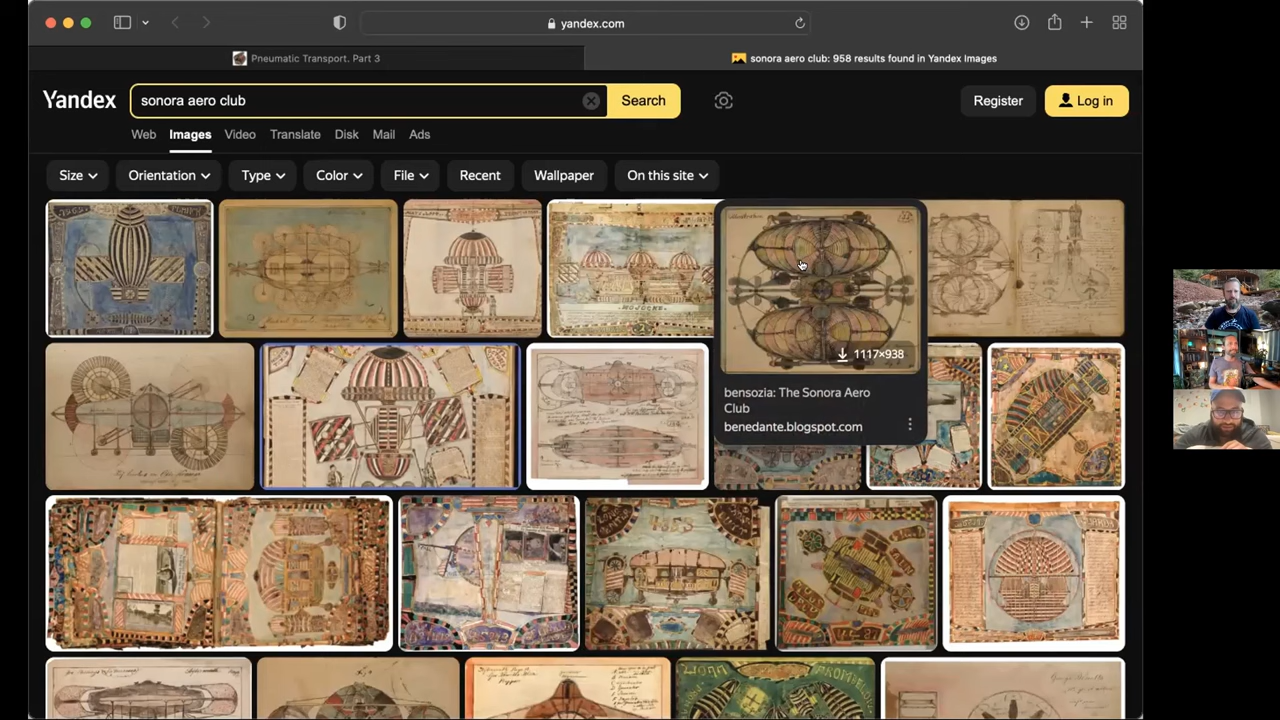 yandex.com
Pneumatic Transport. Part 3
sonora aero club: 958 results found in Yandex Images
Yandex
sonora aero club
Search
Register
Log in
Web
Images
Video
Translate
Disk
Mail
Ads
Size
Orientation
Type
Color
File
Recent
Wallpaper
On this site
1117×938
bensozia: The Sonora Aero
Club
benedante.blogspot.com